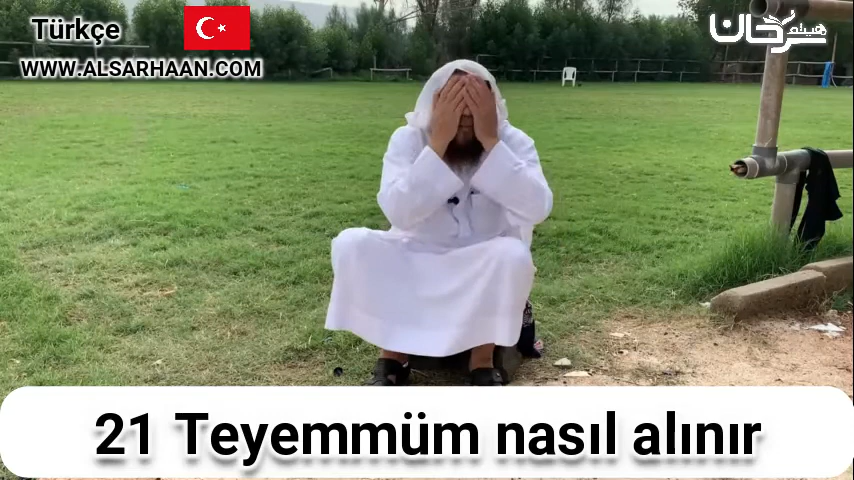 Türkçe
هيثم
سرحان
WWW.ALSARHAAN.COM
21 Teyemmüm nasıl alınır